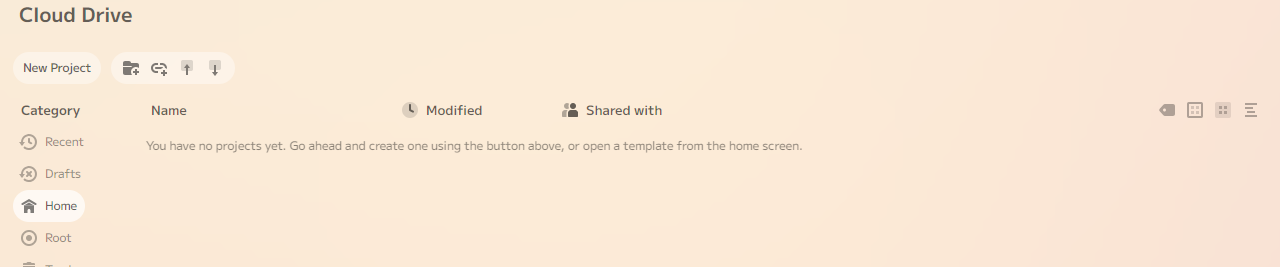 Cloud Drive
New Project
Category
Name
Modified
Shared with
Recent
You have no projects yet. Go ahead and create one using the button above, or open a template from the home screen.
Drafts
Home
Root